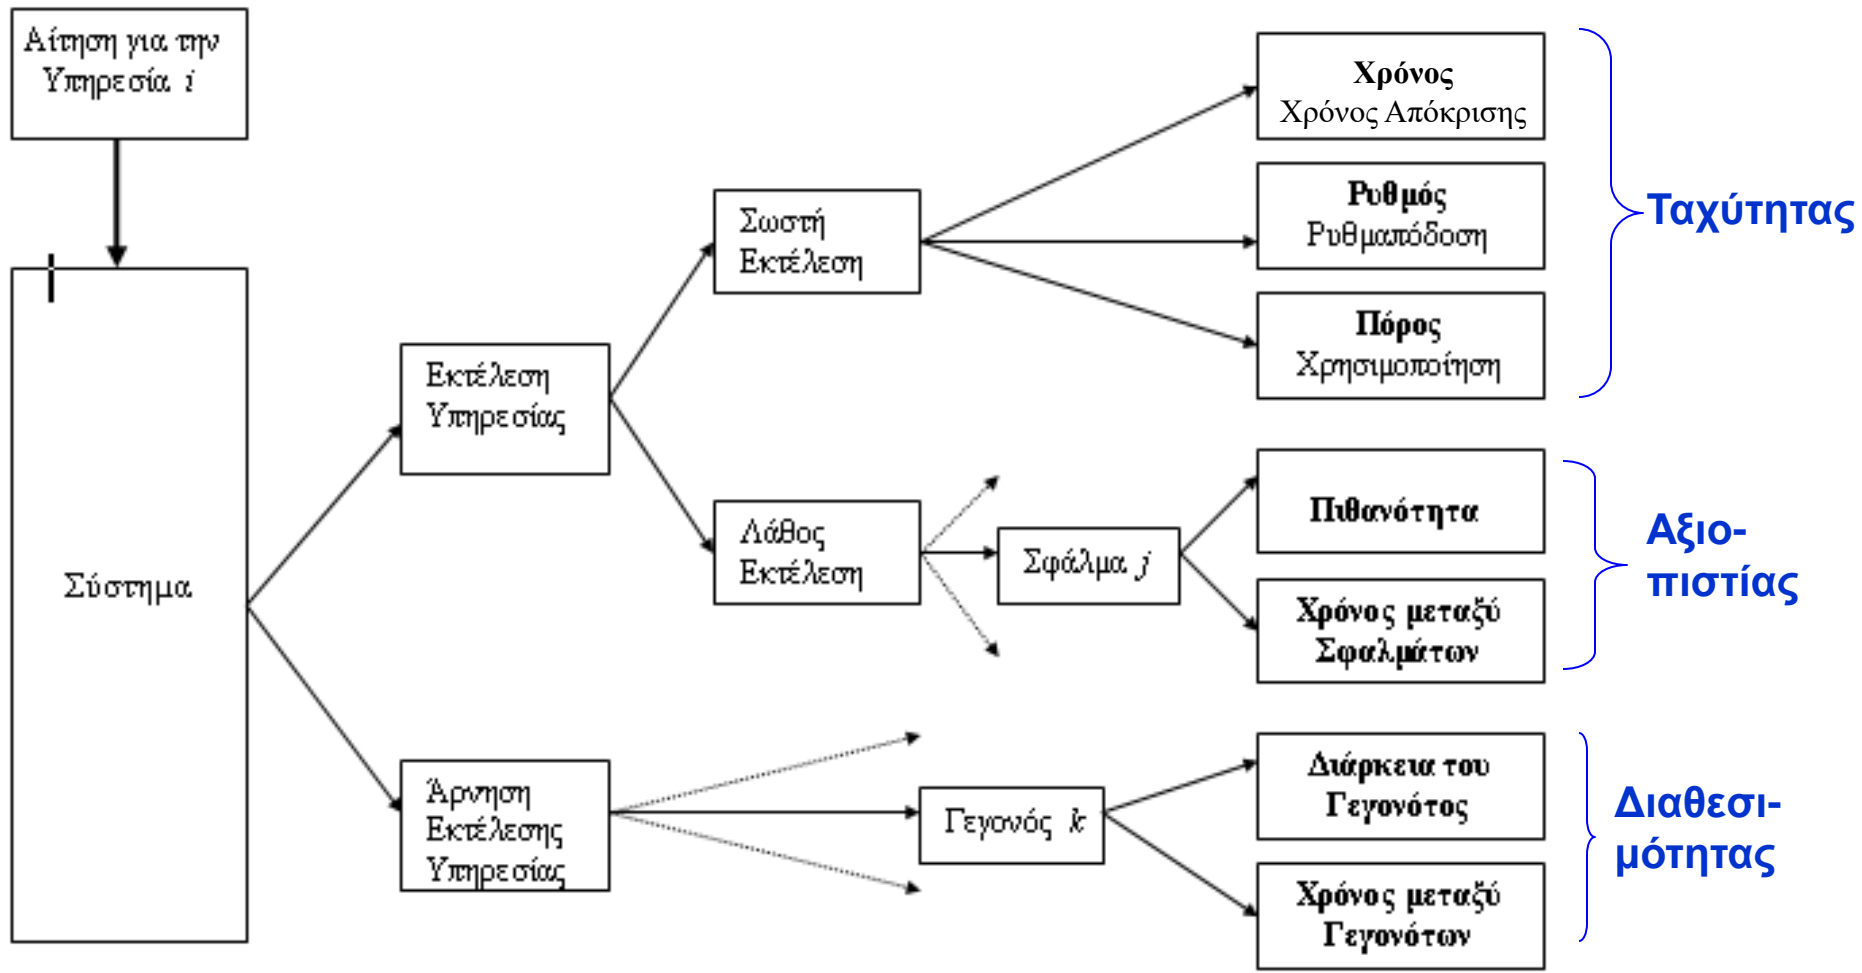 Αίτηση για την
Υπηρεσία i
Σύστημα
Εκτέλεση
Υπηρεσίας
Άρνηση
Εκτέλεσης
Υπηρεσίας
Σωστή
Εκτέλεση
Λάθος
Εκτέλεση
Σφάλμα j
Γεγονός k
Χρόνος
Χρόνος Απόκρισης
Ρυθμός
Ρυθμαπόδοση
Πόρος
Χρησιμοποίηση
Πιθανότητα
Χρόνος μεταξύ
Σφαλμάτων
Διάρκεια του
Γεγονότος
Χρόνος μεταξύ
Γεγονότων
Ταχύτητας
Αξιο-
πιστίας
Διαθεσι-
μότητας